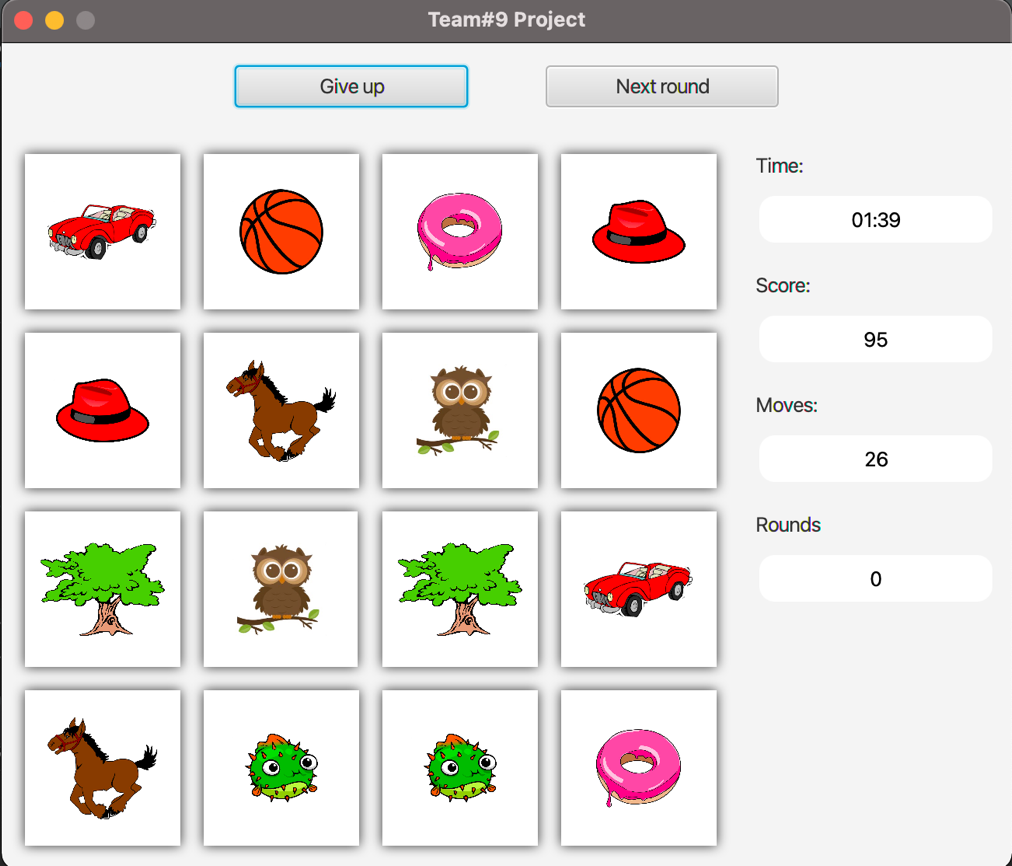 Team#9 Project
Give up
Next round
Time:
01:39
Score:
95
Moves:
26
Rounds
0